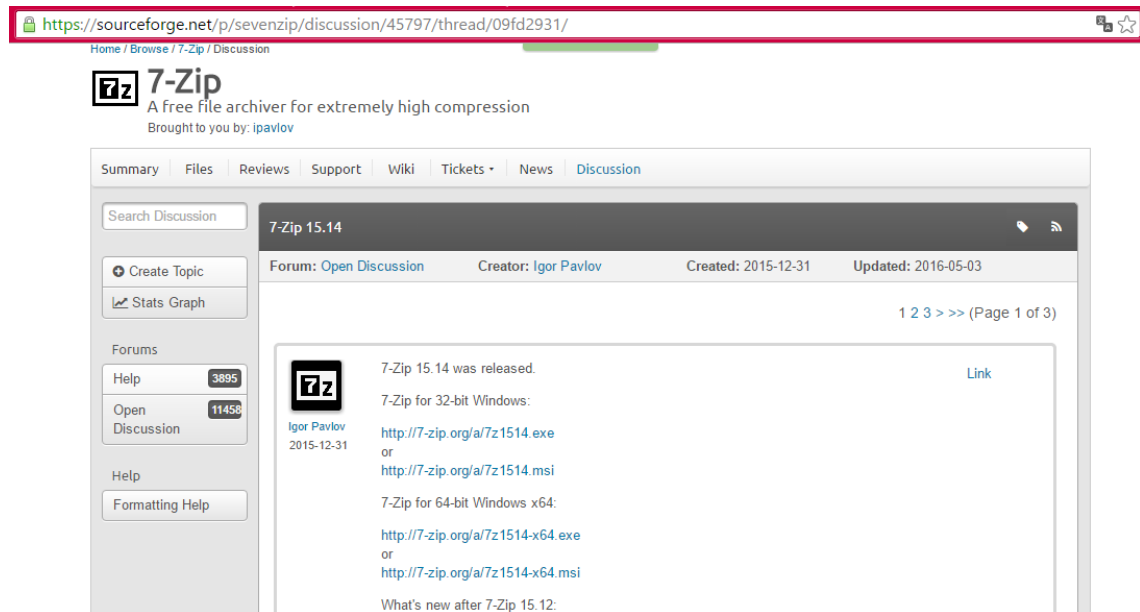 https://sourceforge.net/p/sevenzip/discussion/45797/thread/09fd2931/
Home / Browse / 7-Zip / Discussion
7z
7-Zip
A free file archiver for extremely high compression
Brought to you by: ipavlov
Summary Files Reviews Support Wiki Tickets News Discussion
Search Discussion
Create Topic
Stats Graph
Forums
Help 3895
Open Discussion 11458
Help
Formatting Help
7-Zip 15.14
Forum: Open Discussion Creator: Igor Pavlov Created: 2015-12-31 Updated: 2016-05-03
1 2 3 > >> (Page 1 of 3)
7z
Igor Pavlov
2015-12-31
7-Zip 15.14 was released.
Link
7-Zip for 32-bit Windows:
http://7-zip.org/a/7z1514.exe
or
http://7-zip.org/a/7z1514.msi
7-Zip for 64-bit Windows x64:
http://7-zip.org/a/7z1514-x64.exe
or
http://7-zip.org/a/7z1514-x64.msi
What's new after 7-Zip 15.12: